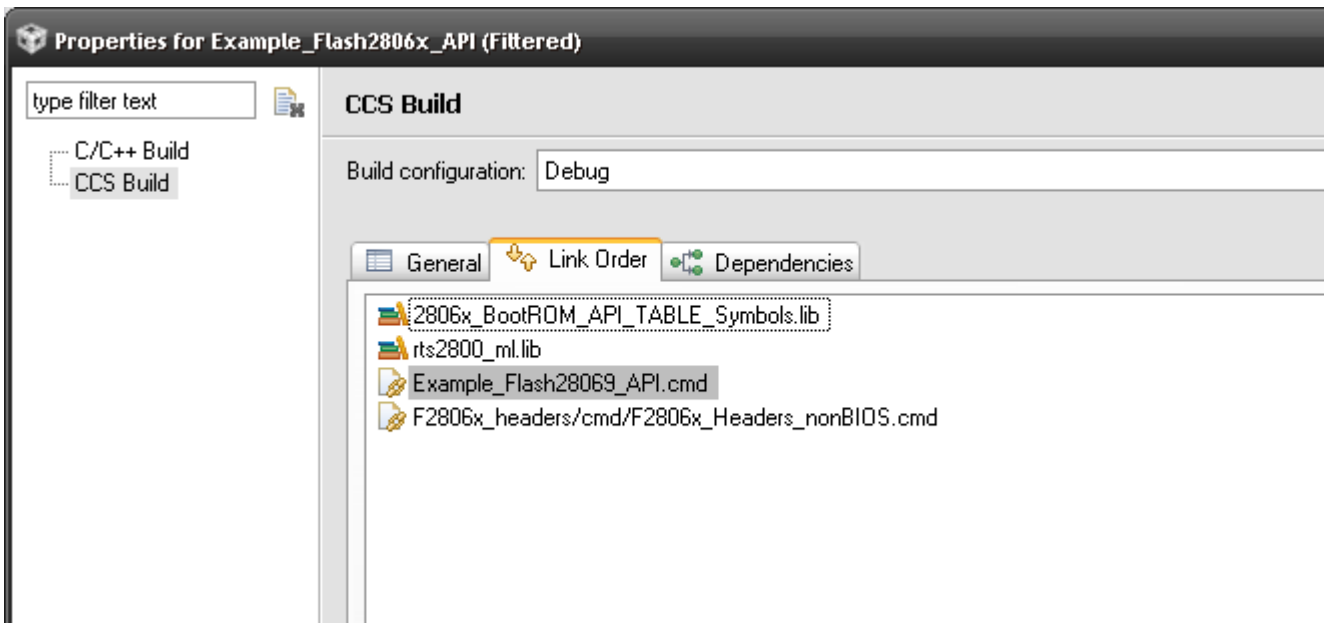 Properties for Example_Flash2806x_API (Filtered)
type filter text
C/C++ Build
CCS Build
CCS Build
Build configuration: Debug
General Link Order Dependencies
2806x_BootROM_API_TABLE_Symbols.lib
rts2800_ml.lib
Example_Flash28069_API.cmd
F2806x_headers/cmd/F2806x_Headers_nonBIOS.cmd